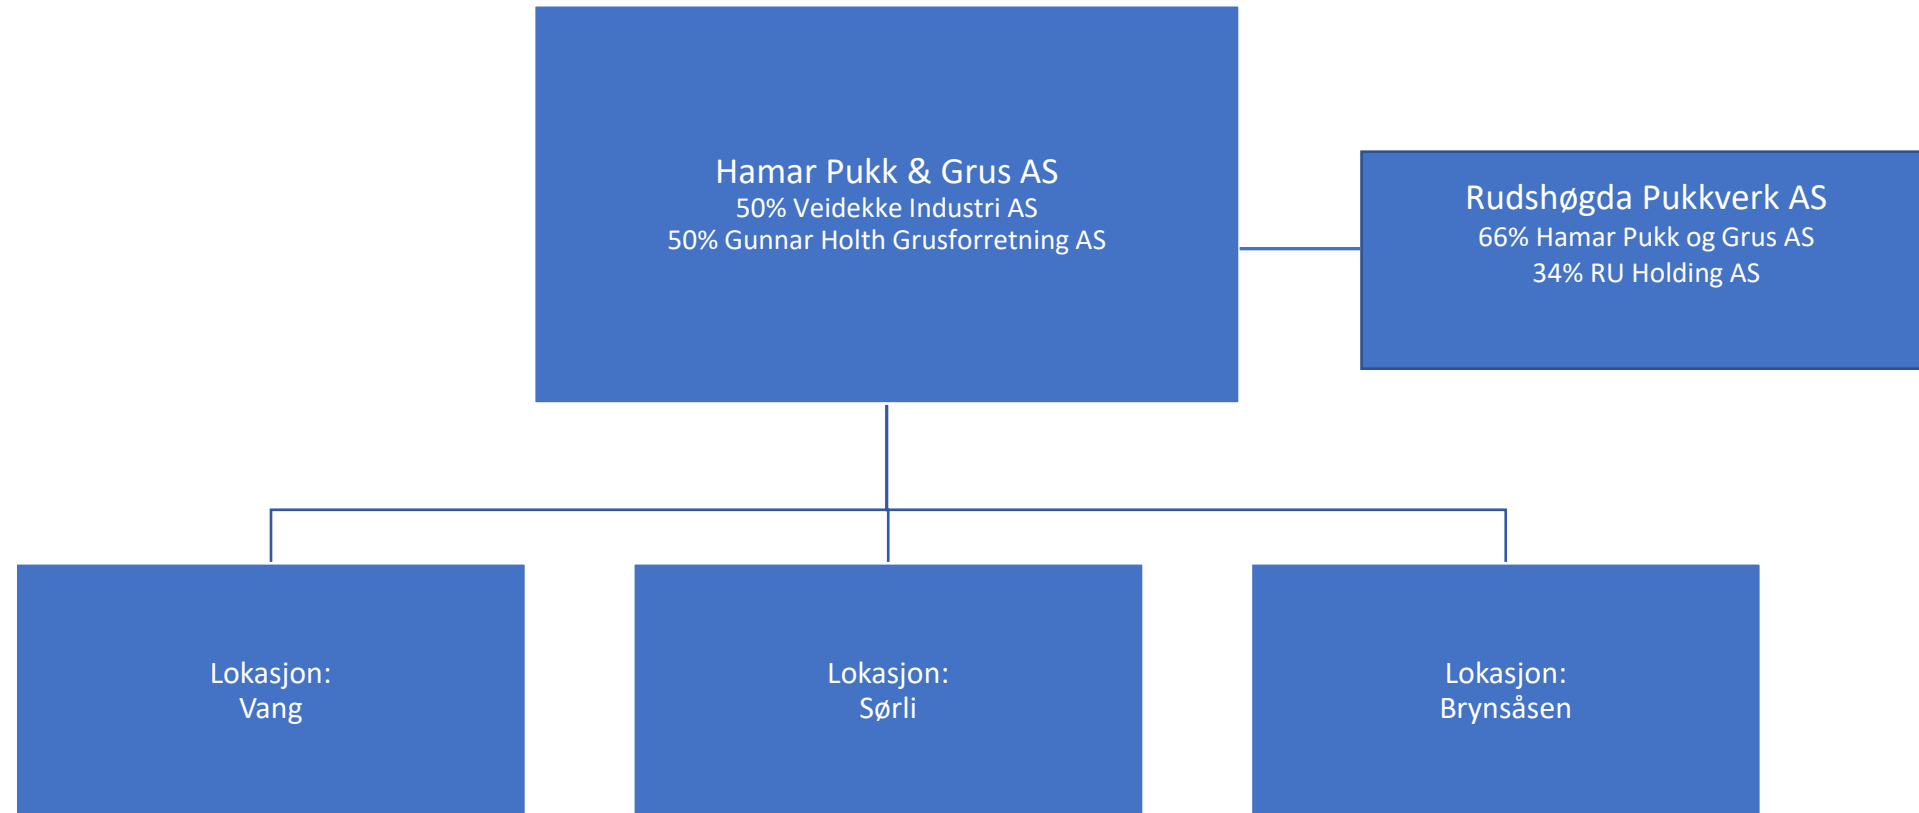 Hamar Pukk & Grus AS
50% Veidekke Industri AS
50% Gunnar Holth Grusforretning AS
Rudshøgda Pukkverk AS
66% Hamar Pukk og Grus AS
34% RU Holding AS
Lokasjon:
Vang
Lokasjon:
Sørli
Lokasjon:
Brynsåsen